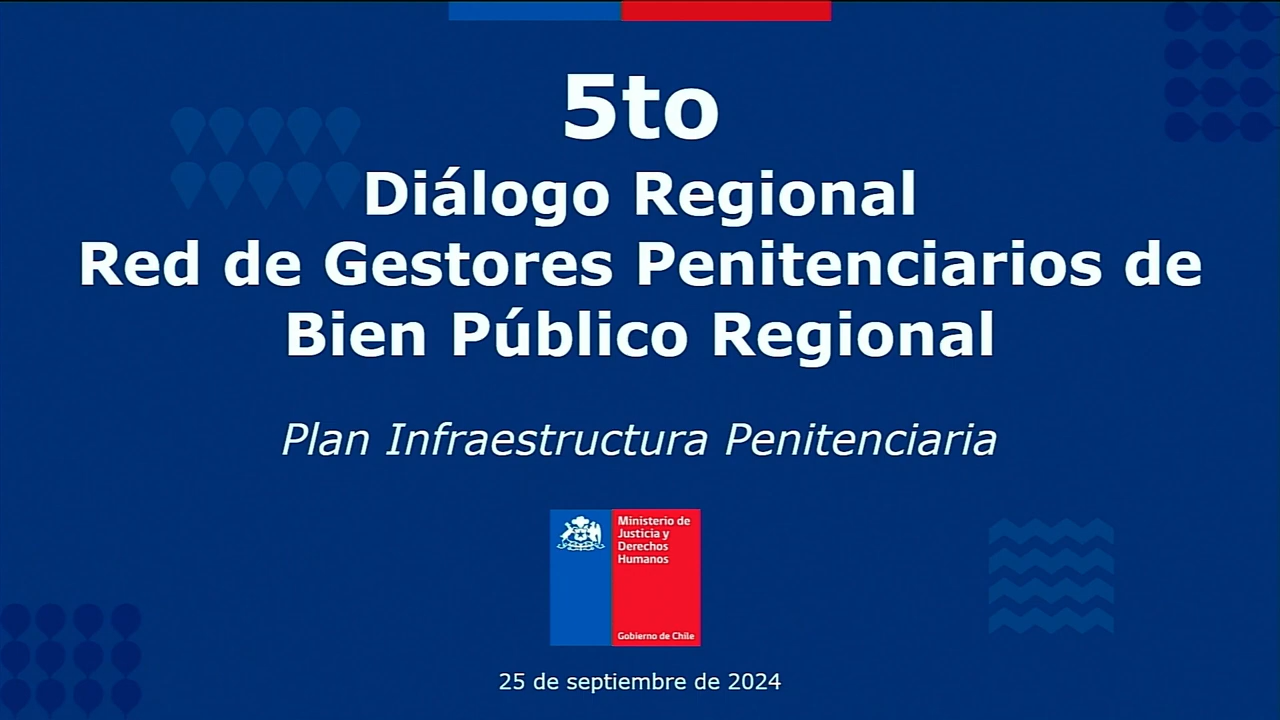 5to
Diálogo Regional
Red de Gestores Penitenciarios de
Bien Público Regional
Plan Infraestructura Penitenciaria
Ministerio de
Justicia y
Derechos
Humanos
Gobierno de Chile
25 de septiembre de 2024